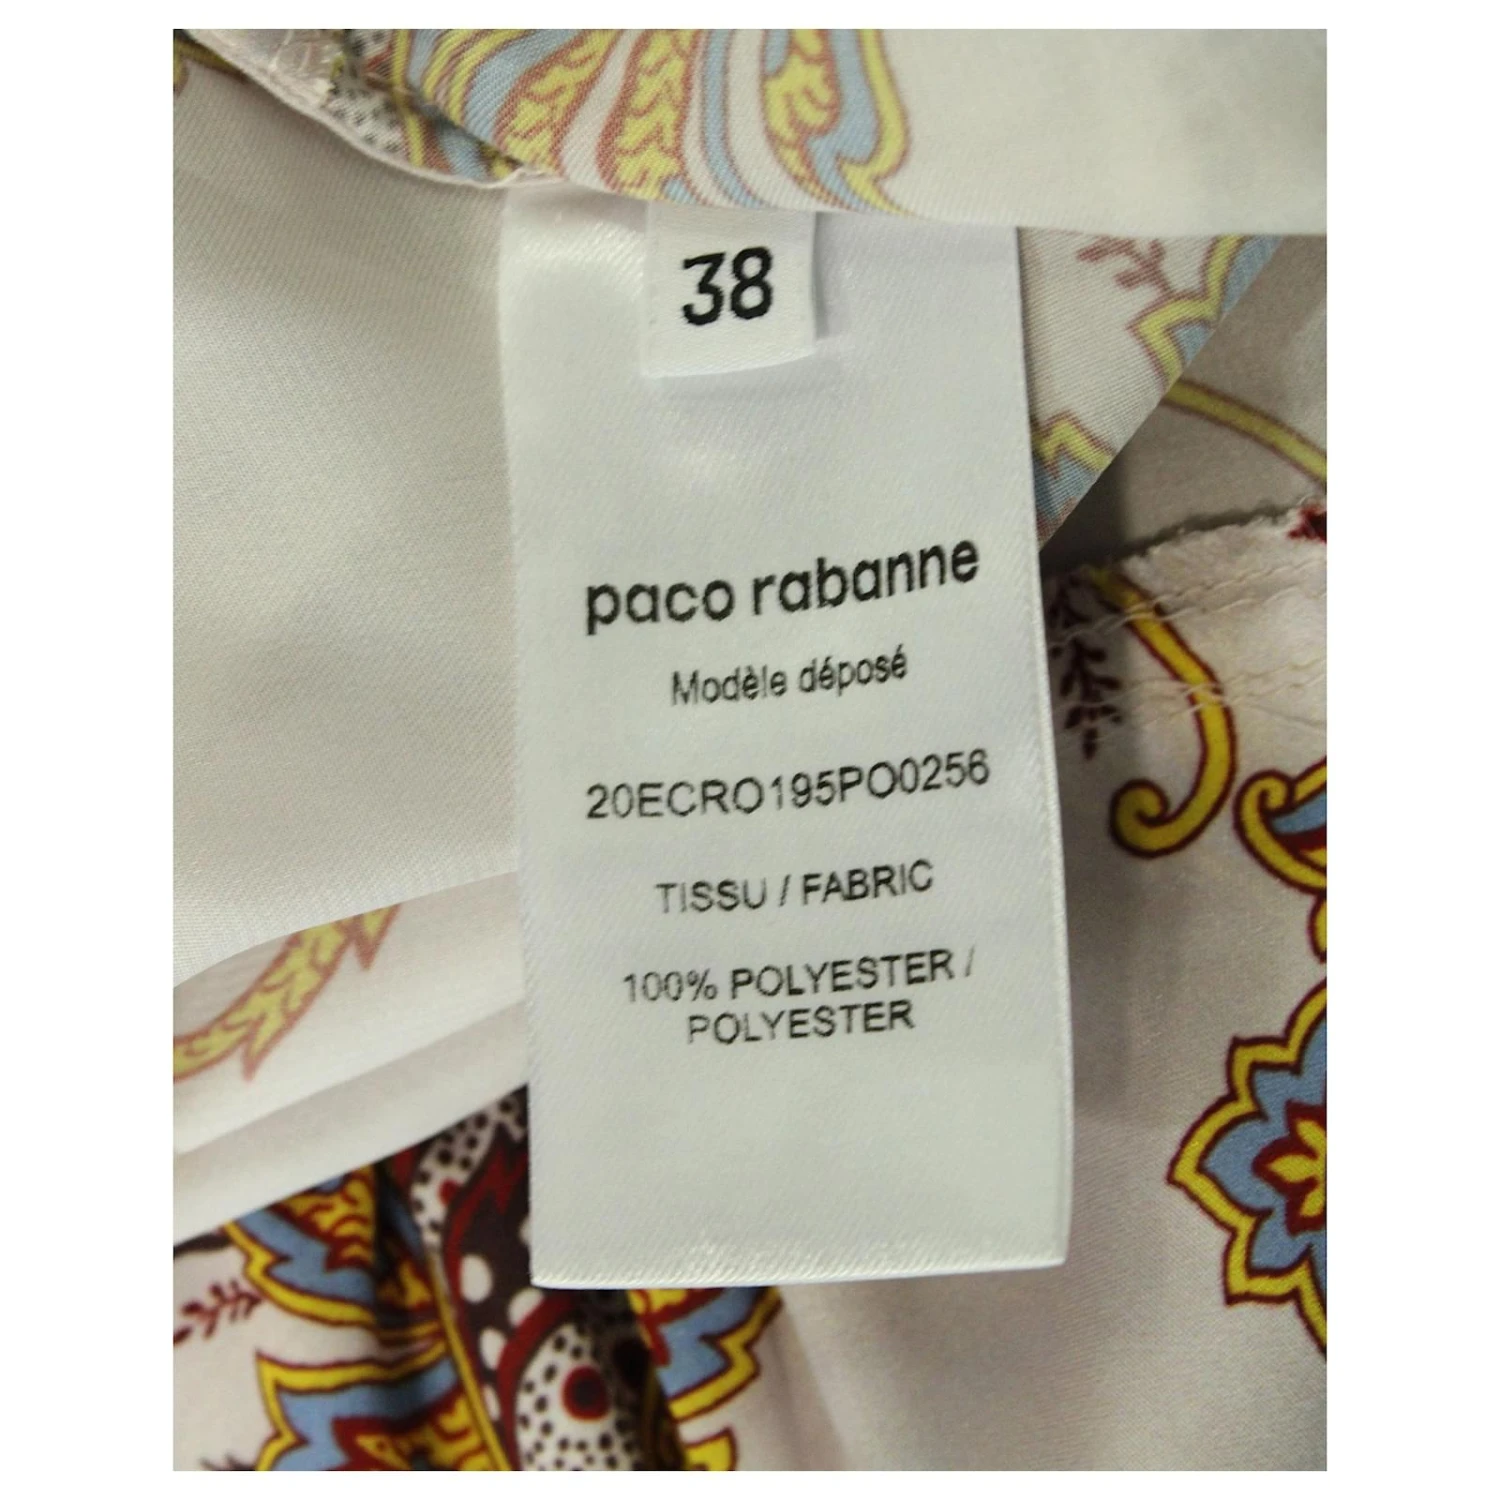 38
paco rabanne
Modèle déposé
20ECRO195PO0256
TISSU / FABRIC
100% POLYESTER /
POLYESTER